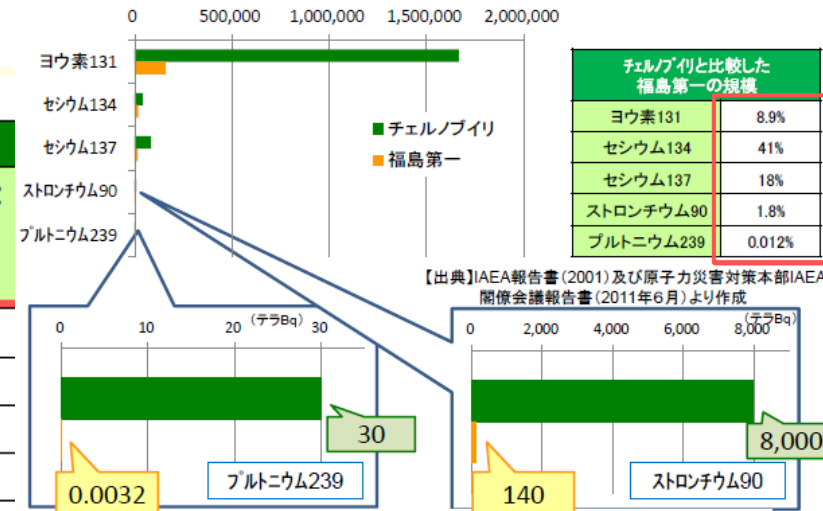 0 500,000 1,000,000 1,500,000 2,000,000
ヨウ素131
セシウム134
セシウム137
ストロンチウム90
プルトニウム239
チェルノブイリ
福島第一
チェルノブイリと比較した
福島第一の規模
ヨウ素131 8.9%
セシウム134 41%
セシウム137 18%
ストロンチウム90 1.8%
プルトニウム239 0.012%
【出典】IAEA報告書(2001)及び原子力災害対策本部IAEA
閣僚会議報告書(2011年6月)より作成
(テラBq)
0 10 20 30
30
0.0032
プルトニウム239
(テラBq)
0 2,000 4,000 6,000 8,000
8,000
140
ストロンチウム90